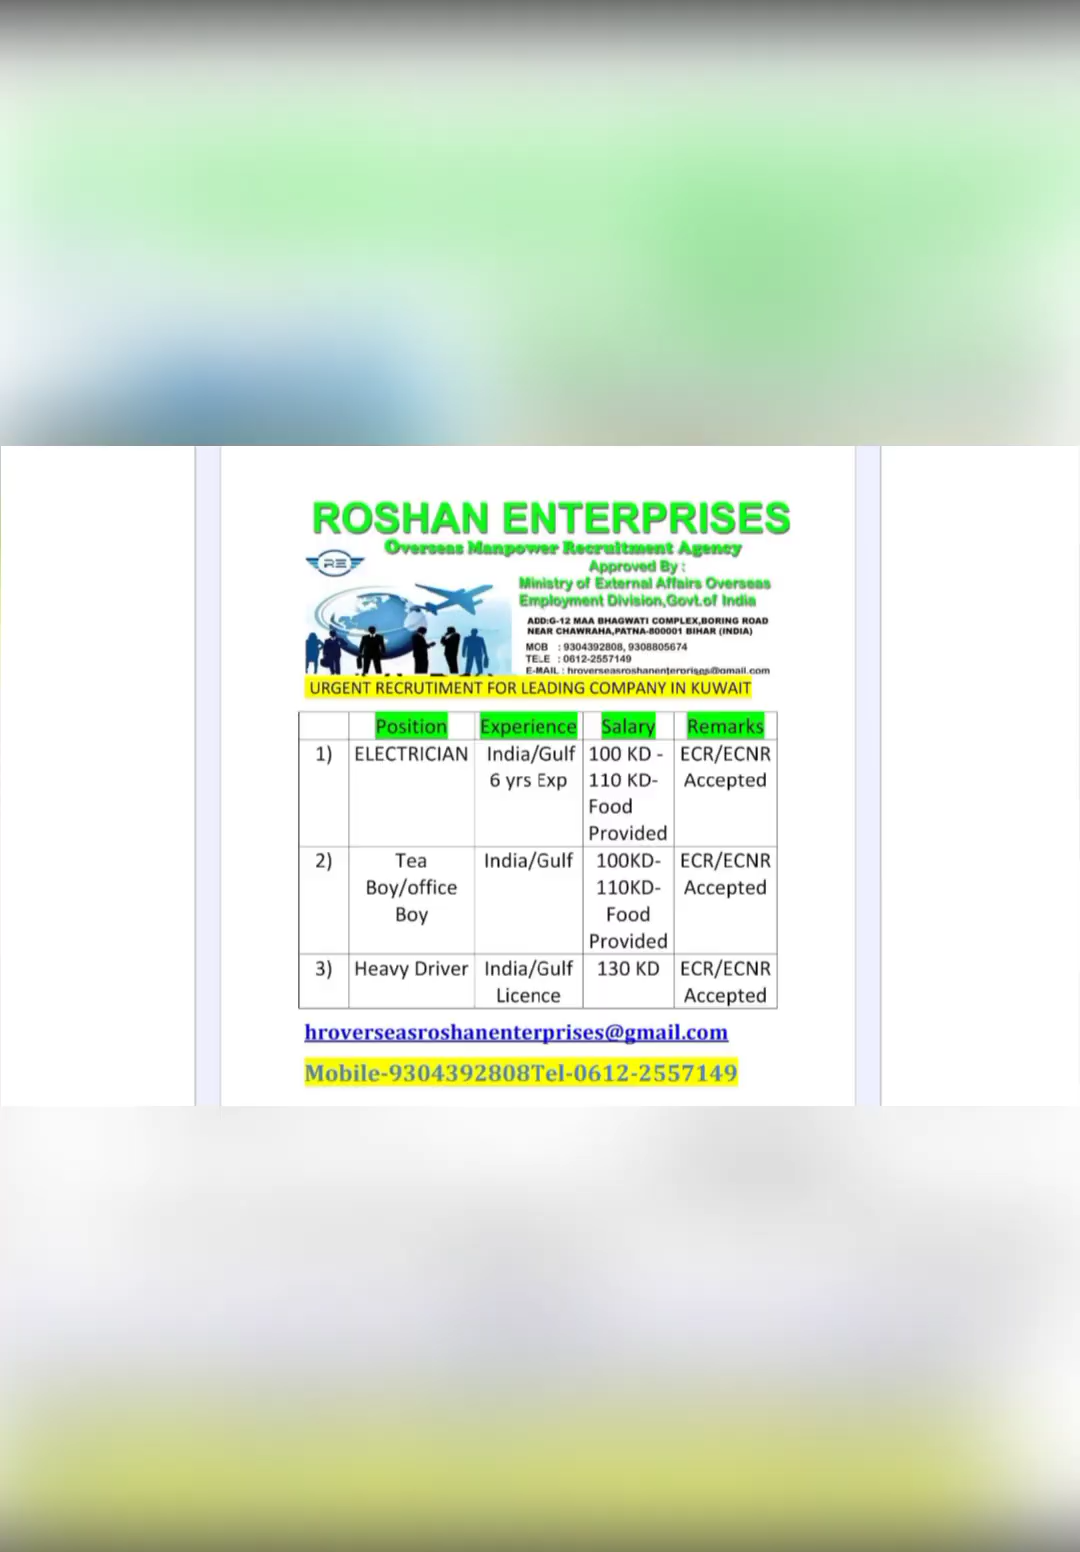 ROSHAN ENTERPRISES
Overseas Manpower Recruitment Agency
RE
Approved By :
Ministry of External Affairs Overseas
Employment Division,Govt.of India
ADD:G-12 MAA BHAGWATI COMPLEX,BORING ROAD
NEAR CHAWRAHA,PATNA-800001 BIHAR (INDIA)
MOB : 9304392808, 9308805674
TELE : 0612-2557149
E-MAIL : hroverseasroshanenterprises@gmail.com
URGENT RECRUTIMENT FOR LEADING COMPANY IN KUWAIT
Position Experience Salary Remarks
1) ELECTRICIAN India/Gulf 100 KD - ECR/ECNR
6 yrs Exp 110 KD- Accepted
Food
Provided
2) Tea India/Gulf 100KD- ECR/ECNR
Boy/office 110KD- Accepted
Boy Food
Provided
3) Heavy Driver India/Gulf 130 KD ECR/ECNR
Licence Accepted
hroverseasroshanenterprises@gmail.com
Mobile-9304392808Tel-0612-2557149